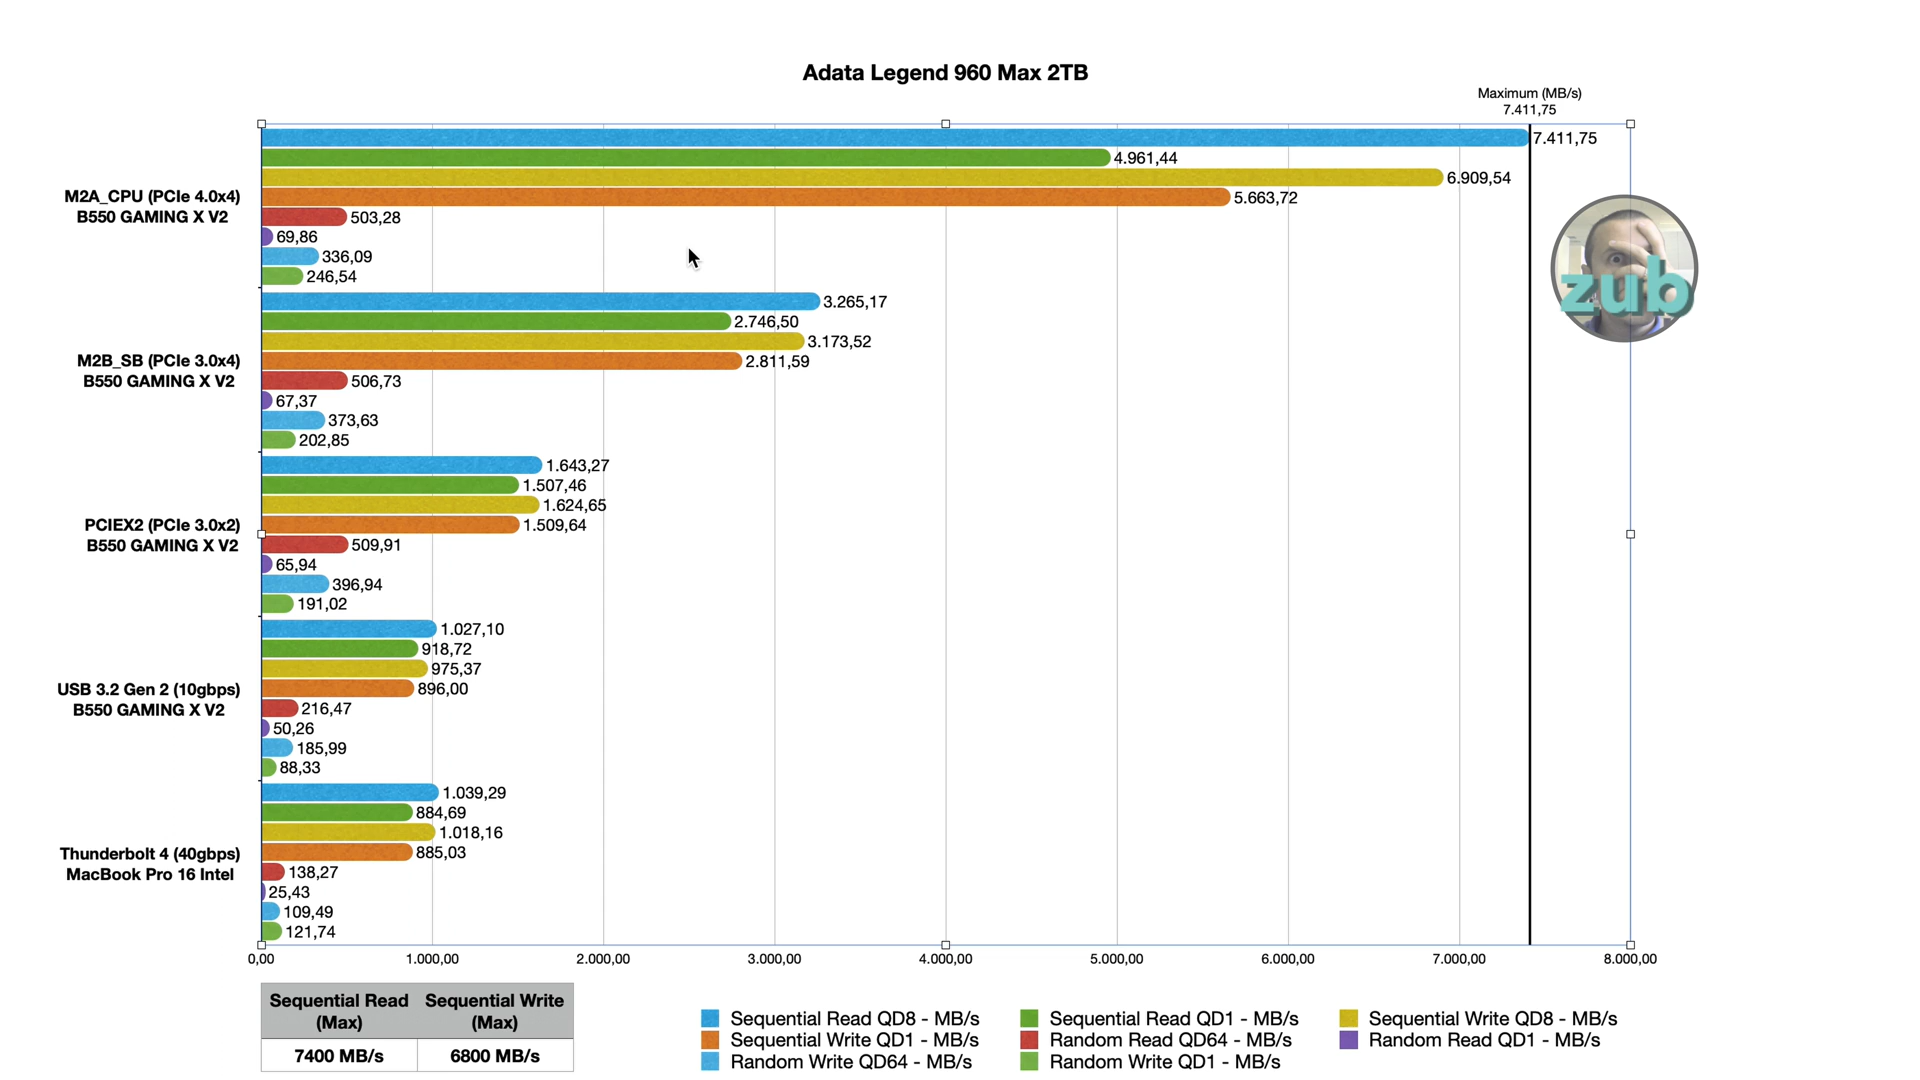 Adata Legend 960 Max 2TB
Maximum (MB/s)
7.411,75
M2A_CPU (PCIe 4.0x4)
B550 GAMING X V2
7.411,75
4.961,44
6.909,54
5.663,72
503,28
69,86
336,09
246,54
zub
M2B_SB (PCIe 3.0x4)
B550 GAMING X V2
3.265,17
2.746,50
3.173,52
2.811,59
506,73
67,37
373,63
202,85
PCIEX2 (PCIe 3.0x2)
B550 GAMING X V2
1.643,27
1.507,46
1.624,65
1.509,64
509,91
65,94
396,94
191,02
USB 3.2 Gen 2 (10gbps)
B550 GAMING X V2
1.027,10
918,72
975,37
896,00
216,47
50,26
185,99
88,33
Thunderbolt 4 (40gbps)
MacBook Pro 16 Intel
1.039,29
884,69
1.018,16
885,03
138,27
25,43
109,49
121,74
0,00 1.000,00 2.000,00 3.000,00 4.000,00 5.000,00 6.000,00 7.000,00 8.000,00
Sequential Read Sequential Write
(Max) (Max)
7400 MB/s 6800 MB/s
Sequential Read QD8 - MB/s Sequential Read QD1 - MB/s Sequential Write QD8 - MB/s
Sequential Write QD1 - MB/s Random Read QD64 - MB/s Random Read QD1 - MB/s
Random Write QD64 - MB/s Random Write QD1 - MB/s